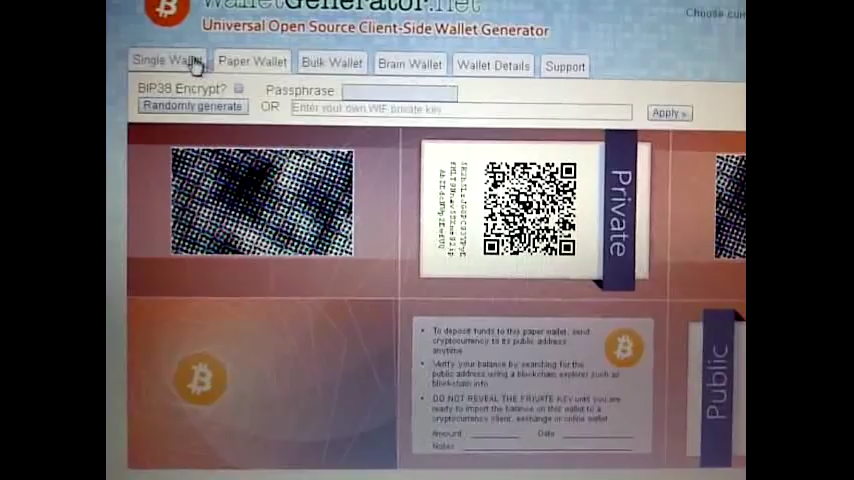 WalletGenerator.net
Universal Open Source Client-Side Wallet Generator
Single Wallet
Paper Wallet
Bulk Wallet
Brain Wallet
Wallet Details
Support
BIP38 Encrypt?
Passphrase:
Randomly generate
OR
Enter your own WIF private key
Apply »
Private
Public
To deposit funds to this paper wallet, send
cryptocurrency to its public address
anytime
Verify your balance by searching for the
public address using a blockchain explorer such as
blockchain.info
DO NOT REVEAL THE PRIVATE KEY until you are
ready to import the balance on this wallet to a
cryptocurrency client, exchange or online wallet.
Amount
Date
Notes